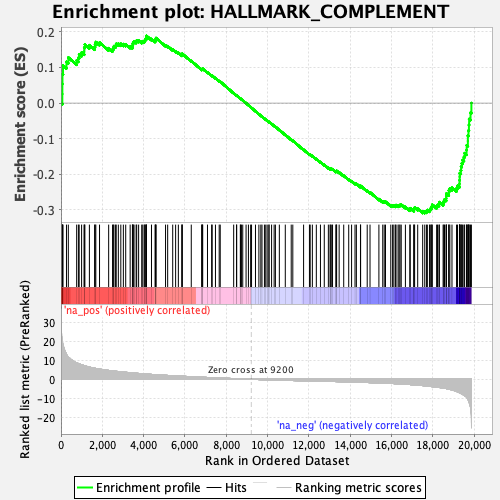 Enrichment plot: HALLMARK_COMPLEMENT
Enrichment score (ES)
0.2
0.1
0.0
-0.1
-0.2
-0.3
'na_pos' (positively correlated)
Ranked list metric (PreRanked)
30
20
10
0
-10
-20
Zero cross at 9200
'na_neg' (negatively correlated)
0 2,000 4,000 6,000 8,000 10,000 12,000 14,000 16,000 18,000 20,000
Rank in Ordered Dataset
Enrichment profile Hits Ranking metric scores